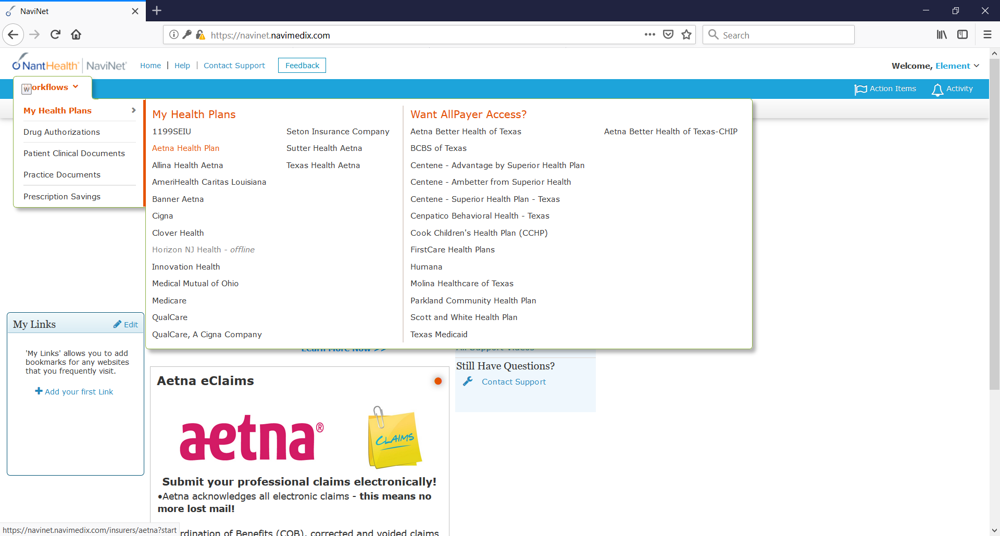 NaviNet
https://navinet.navimedix.com
Search
NantHealth® NaviNet®
Home
Help
Contact Support
Feedback
Welcome, Element
W
orkflows
Action Items
Activity
My Health Plans
Drug Authorizations
Patient Clinical Documents
Practice Documents
Prescription Savings
My Health Plans
1199SEIU
Aetna Health Plan
Allina Health Aetna
AmeriHealth Caritas Louisiana
Banner Aetna
Cigna
Clover Health
Horizon NJ Health - offline
Innovation Health
Medical Mutual of Ohio
Medicare
QualCare
QualCare, A Cigna Company
Seton Insurance Company
Sutter Health Aetna
Texas Health Aetna
Want AllPayer Access?
Aetna Better Health of Texas
BCBS of Texas
Centene - Advantage by Superior Health Plan
Centene - Ambetter from Superior Health
Centene - Superior Health Plan - Texas
Cenpatico Behavioral Health - Texas
Cook Children's Health Plan (CCHP)
FirstCare Health Plans
Humana
Molina Healthcare of Texas
Parkland Community Health Plan
Scott and White Health Plan
Texas Medicaid
Aetna Better Health of Texas-CHIP
My Links
Edit
'My Links' allows you to add
bookmarks for any websites
that you frequently visit.
Add your first Link
Learn More Now >>
All Support Videos
Still Have Questions?
Contact Support
Aetna eClaims
aetna®
CLAIMS
Submit your professional claims electronically!
•Aetna acknowledges all electronic claims - this means no
more lost mail!
rdination of Benefits (COB), corrected and voided claims
https://navinet.navimedix.com/insurers/aetna?start